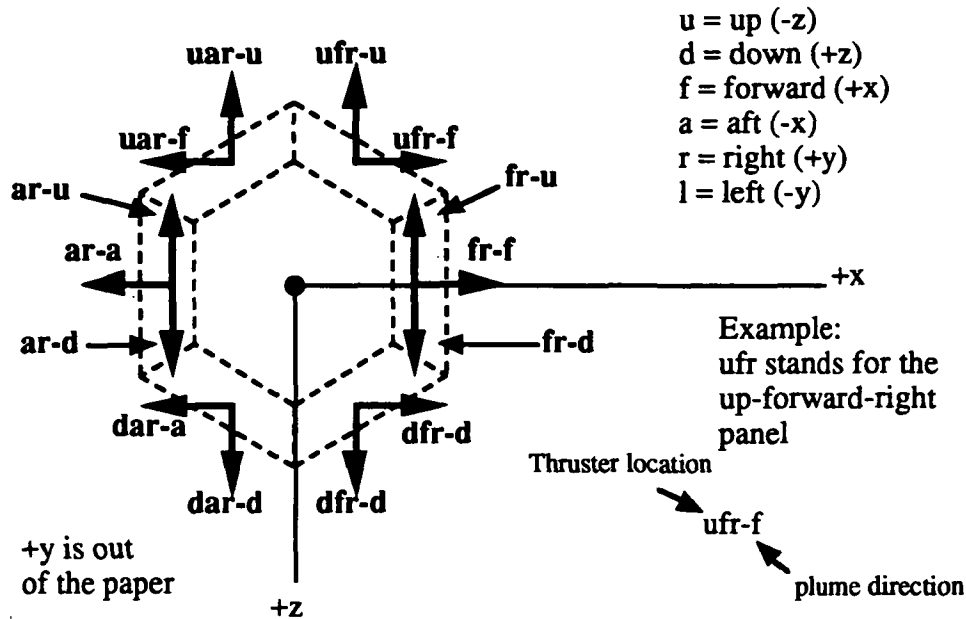 u = up (-z)
d = down (+z)
f = forward (+x)
a = aft (-x)
r = right (+y)
l = left (-y)
uar-u
ufr-u
uar-f
ufr-f
ar-u
fr-u
ar-a
fr-f
+x
ar-d
fr-d
Example:
ufr stands for the
up-forward-right
panel
dar-a
dfr-d
dar-d
dfr-d
Thruster location
ufr-f
plume direction
+y is out
of the paper
+z